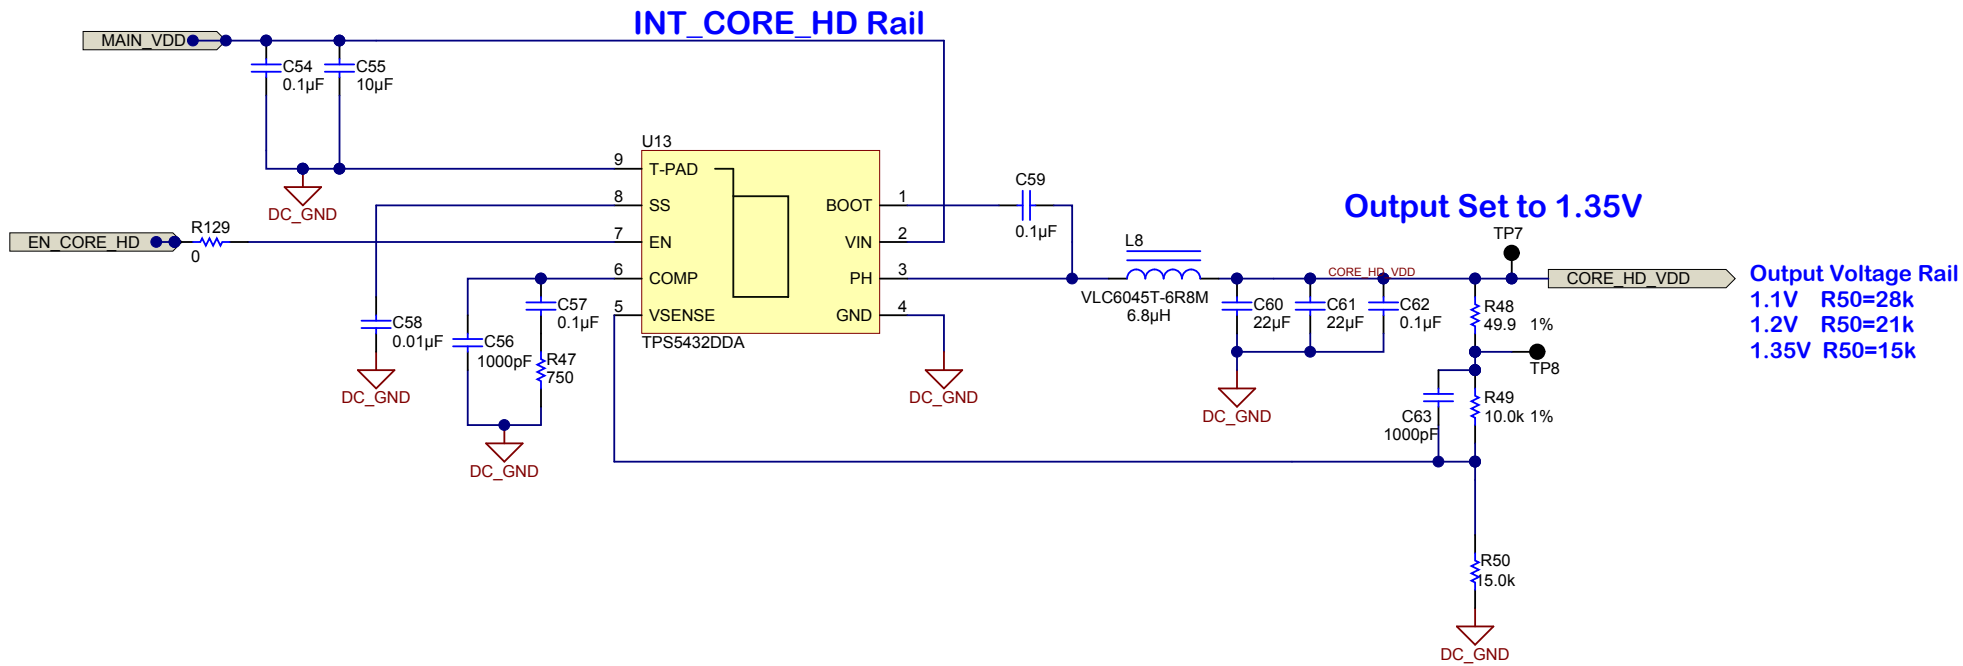 INT_CORE_HD Rail
MAIN_VDD
C54
0.1µF
C55
10µF
DC_GND
U13
9
T-PAD
8
SS
7
EN
6
COMP
5
VSENSE
BOOT
1
VIN
2
PH
3
GND
4
TPS5432DDA
EN_CORE_HD
R129
0
C58
0.01µF
DC_GND
C56
1000pF
C57
0.1µF
R47
750
DC_GND
DC_GND
C59
0.1µF
L8
VLC6045T-6R8M
6.8µH
CORE_HD_VDD
C60
22µF
C61
22µF
C62
0.1µF
DC_GND
Output Set to 1.35V
TP7
CORE_HD_VDD
R48
49.9 1%
TP8
R49
10.0k 1%
C63
1000pF
R50
15.0k
DC_GND
Output Voltage Rail
1.1V R50=28k
1.2V R50=21k
1.35V R50=15k